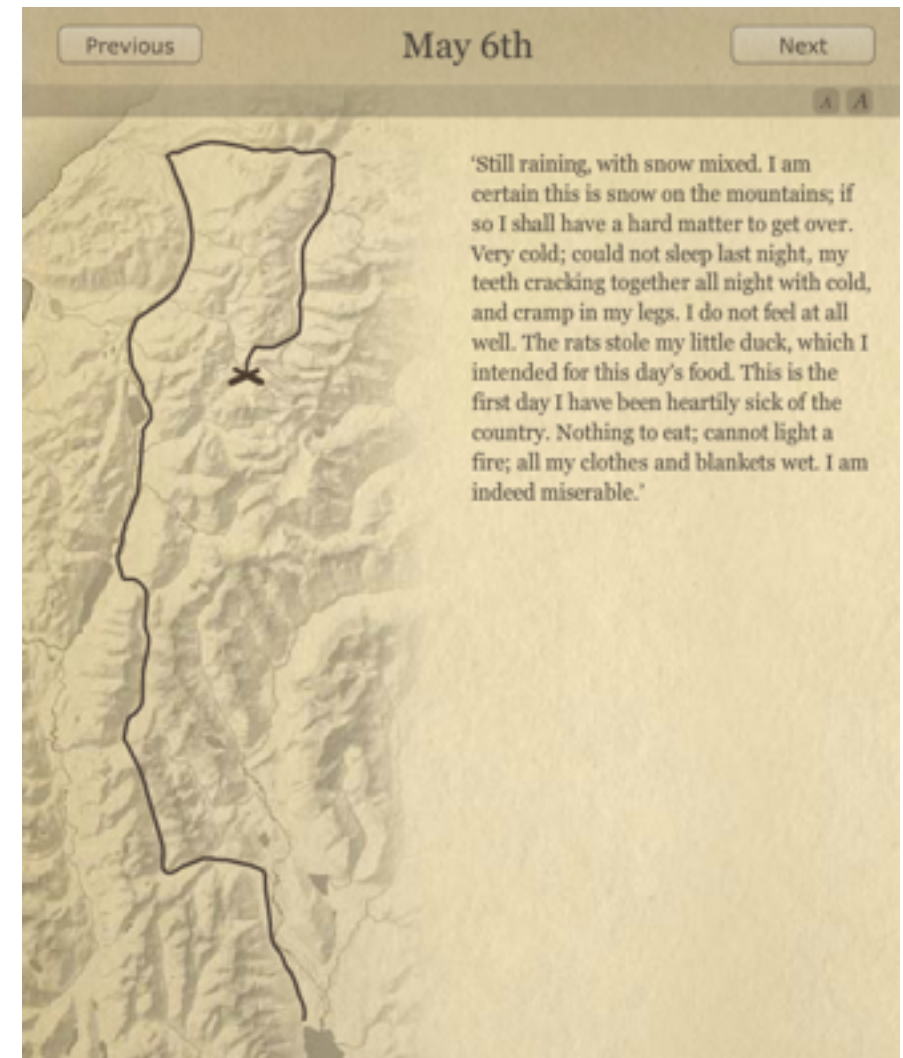 Previous
May 6th
Next
A A
‘Still raining, with snow mixed. I am
certain this is snow on the mountains; if
so I shall have a hard matter to get over.
Very cold; could not sleep last night, my
teeth cracking together all night with cold,
and cramp in my legs. I do not feel at all
well. The rats stole my little duck, which I
intended for this day's food. This is the
first day I have been heartily sick of the
country. Nothing to eat; cannot light a
fire; all my clothes and blankets wet. I am
indeed miserable.’